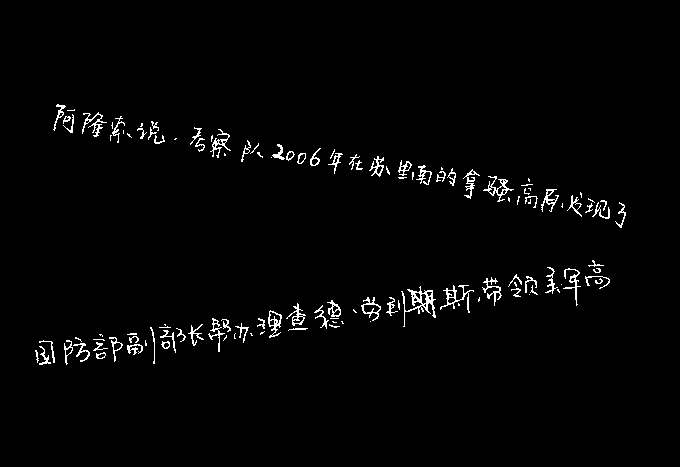 阿隆索说,考察队2006年在苏里南的拿骚高原发现了
国防部副部长帮办理查德·劳利期斯,带领美军高